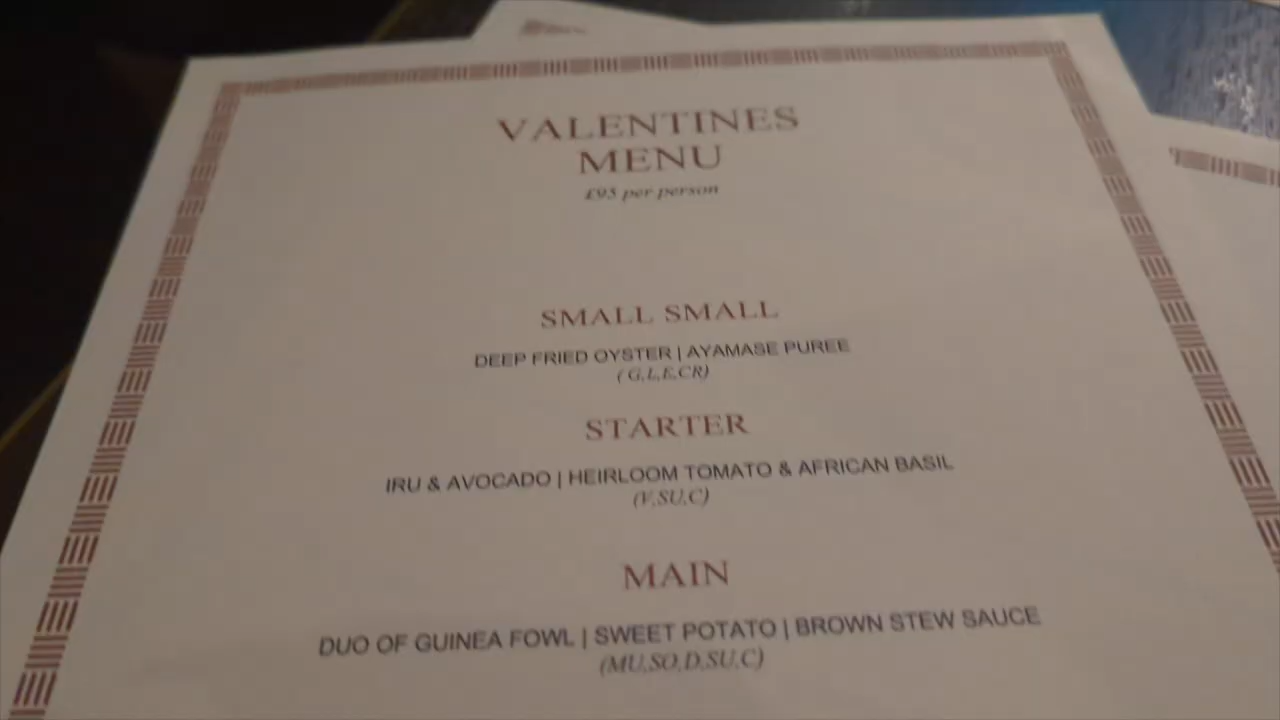 VALENTINES
MENU
£95 per person
SMALL SMALL
DEEP FRIED OYSTER | AYAMASE PUREE
( G,L,E,CR)
STARTER
IRU & AVOCADO | HEIRLOOM TOMATO & AFRICAN BASIL
(V,SU,C)
MAIN
DUO OF GUINEA FOWL | SWEET POTATO | BROWN STEW SAUCE
(MU,SO,D,SU,C)